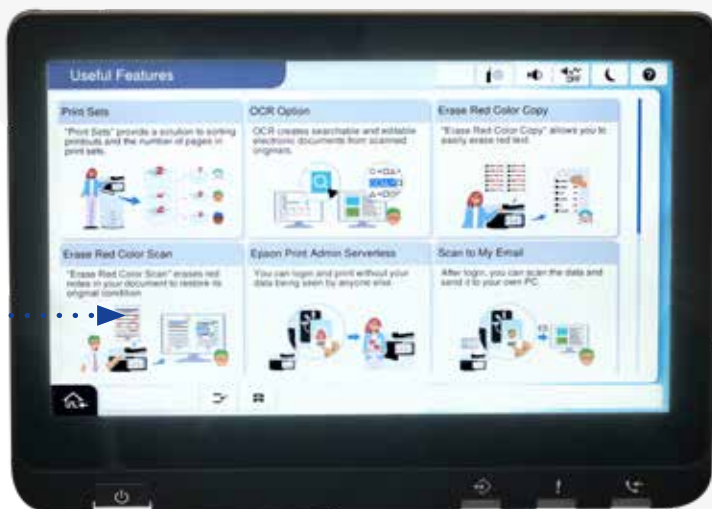 Useful Features
OFF
Print Sets
"Print Sets" provide a solution to sorting
printouts and the number of pages in
print sets.
OCR Option
OCR creates searchable and editable
electronic documents from scanned
originals.
Erase Red Color Copy
"Erase Red Color Copy" allows you to
easily erase red text.
Erase Red Color Scan
"Erase Red Color Scan" erases red
notes in your document to restore its
original condition
Epson Print Admin Serverless
You can login and print without your
data being seen by anyone else.
Scan to My Email
After login, you can scan the data and
send it to your own PC.